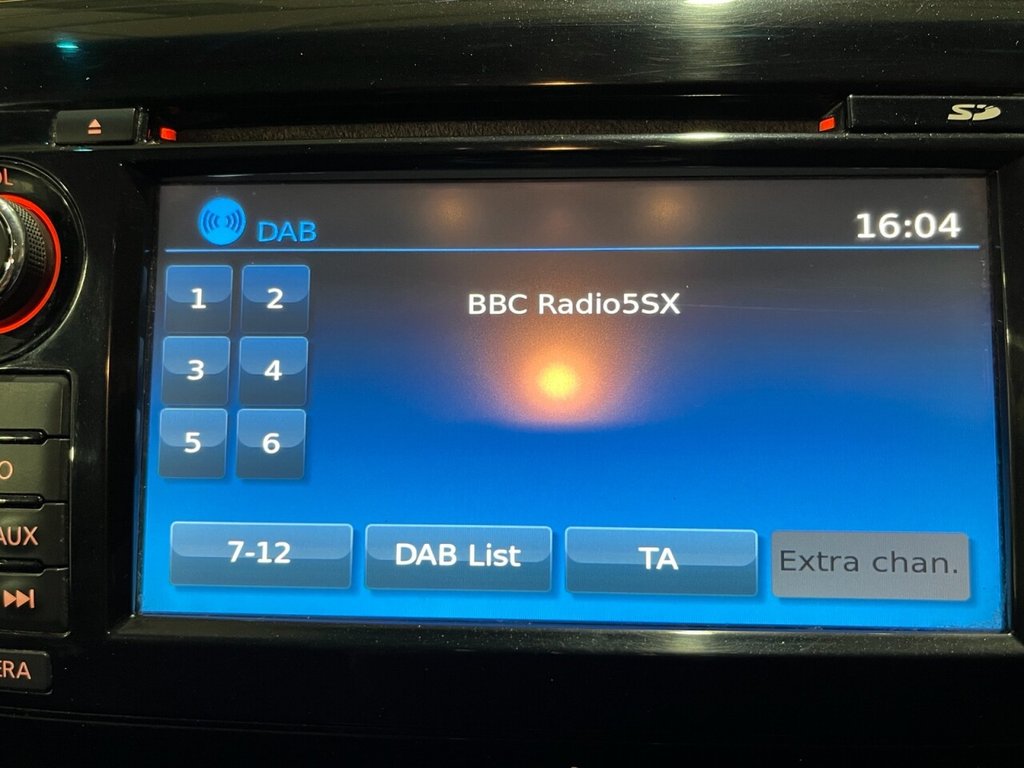 SD
DAB
16:04
1
2
BBC Radio5SX
3
4
5
6
AUX
7-12
DAB List
TA
Extra chan.